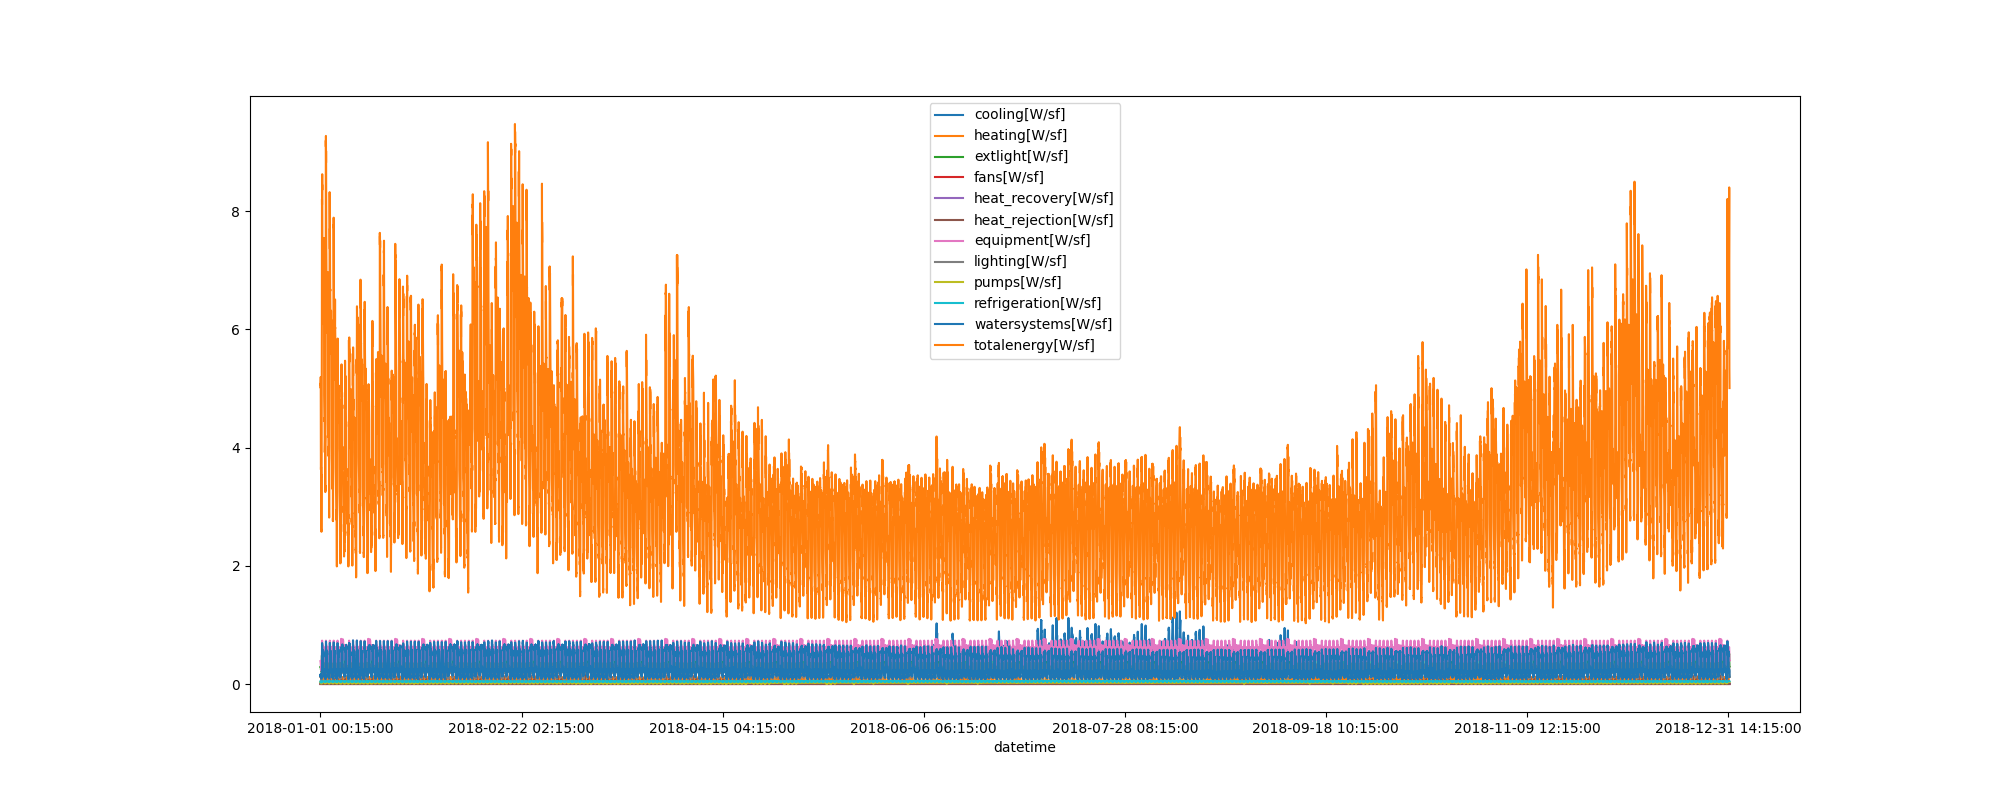 cooling[W/sf]
heating[W/sf]
extlight[W/sf]
fans[W/sf]
heat_recovery[W/sf]
heat_rejection[W/sf]
equipment[W/sf]
lighting[W/sf]
pumps[W/sf]
refrigeration[W/sf]
watersystems[W/sf]
totalenergy[W/sf]
8
6
4
2
0
2018-01-01 00:15:00 2018-02-22 02:15:00 2018-04-15 04:15:00 2018-06-06 06:15:00 2018-07-28 08:15:00 2018-09-18 10:15:00 2018-11-09 12:15:00 2018-12-31 14:15:00
datetime